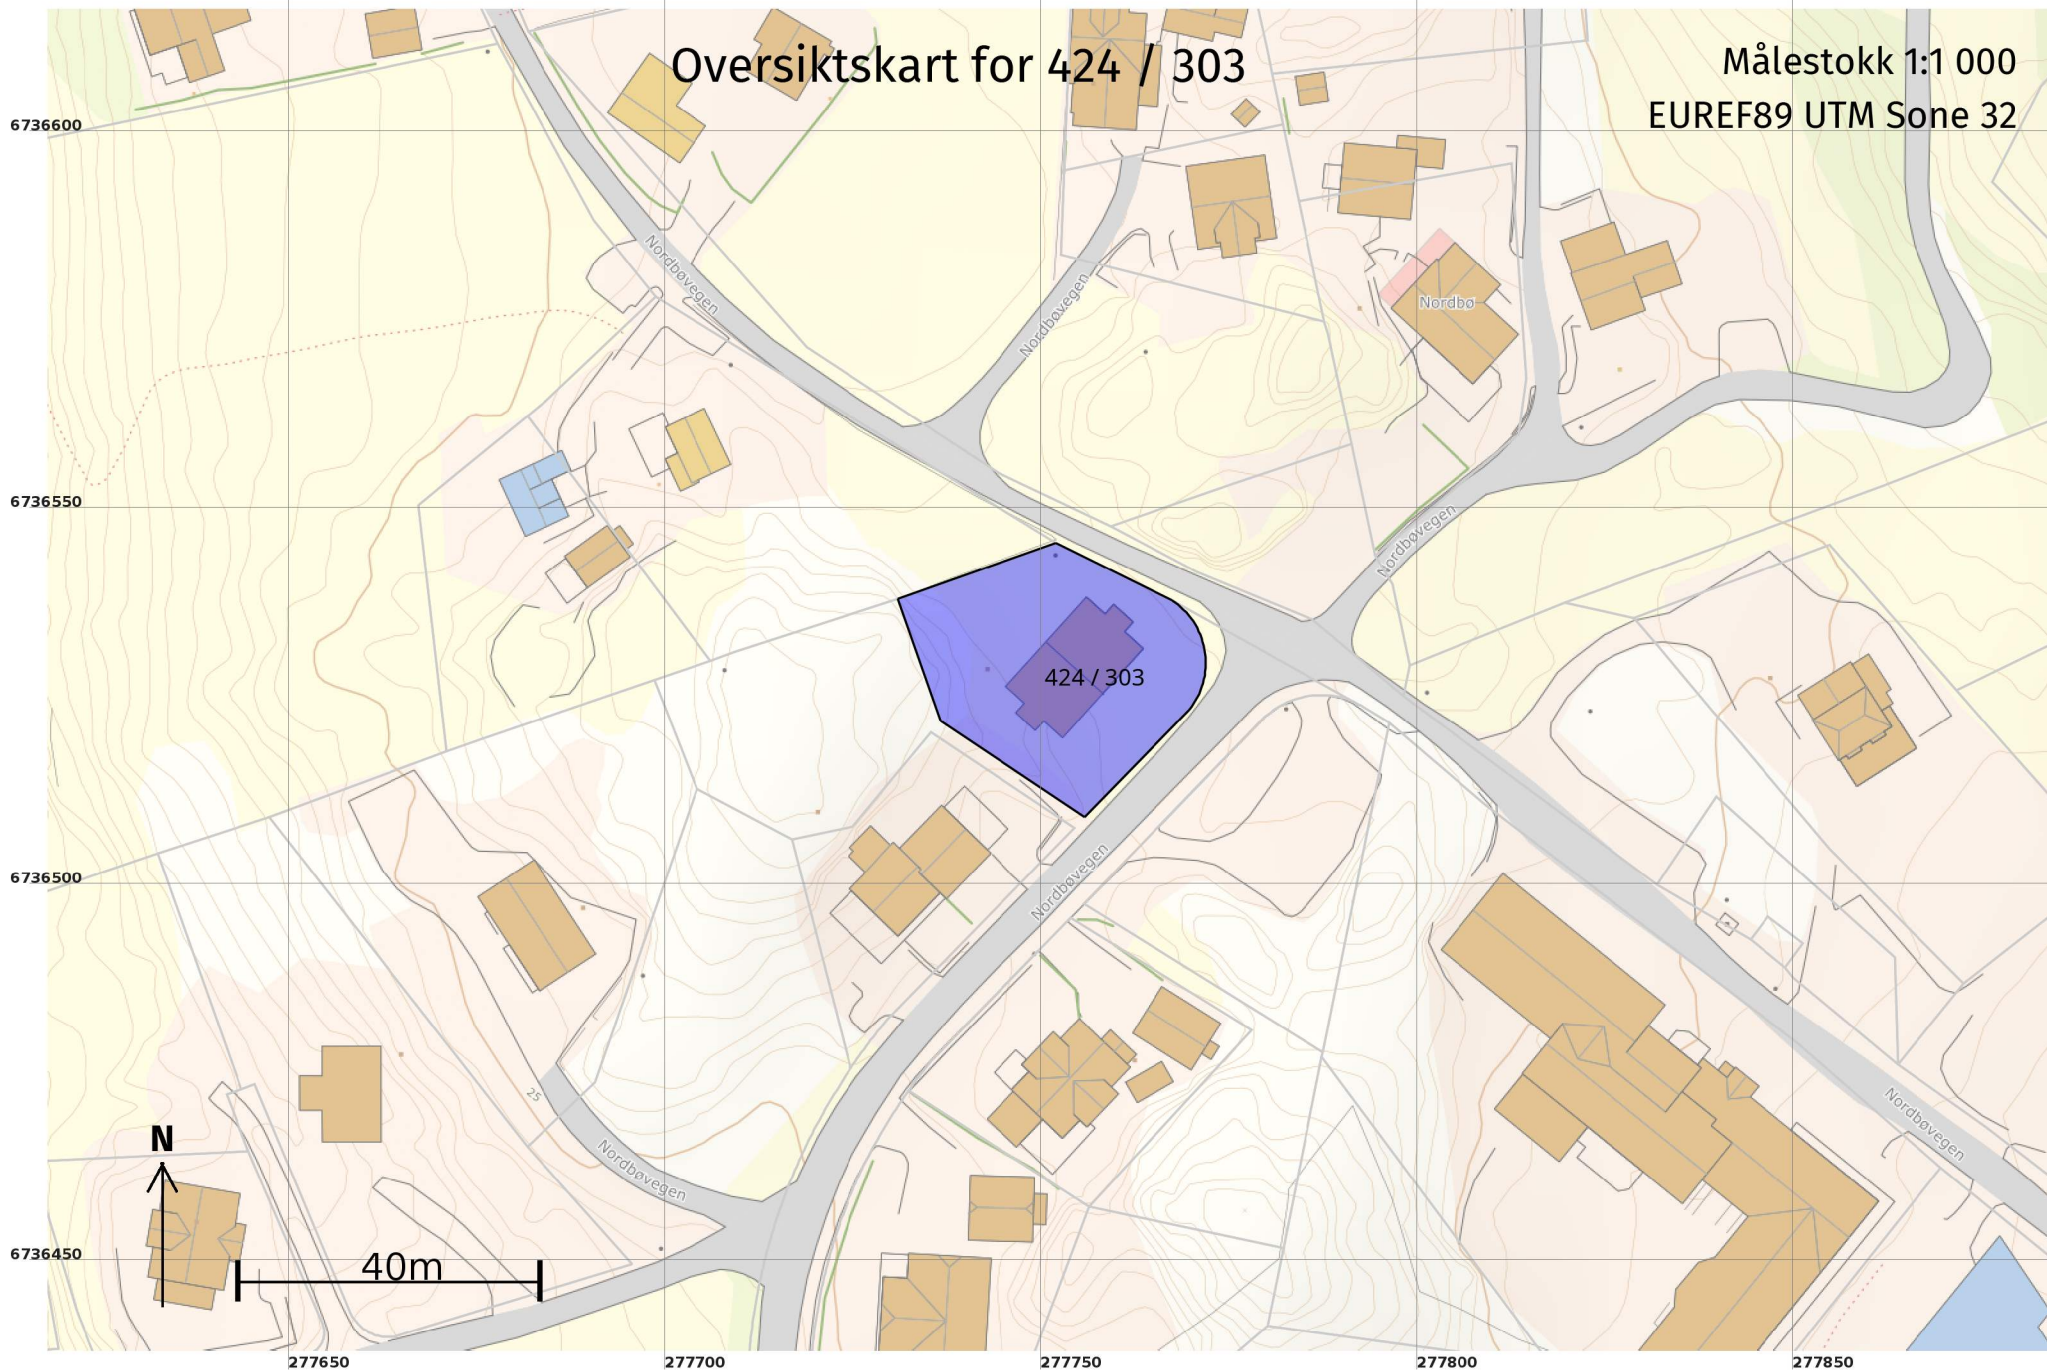 Oversiktskart for 424 / 303
Målestokk 1:1 000
EUREF89 UTM Sone 32
6736600
Nordbøvegen
Nordbøvegen
Nordbø
6736550
Nordbøvegen
424 / 303
6736500
Nordbøvegen
25
Nordbøvegen
Nordbøvegen
N
6736450
40m
277650
277700
277750
277800
277850